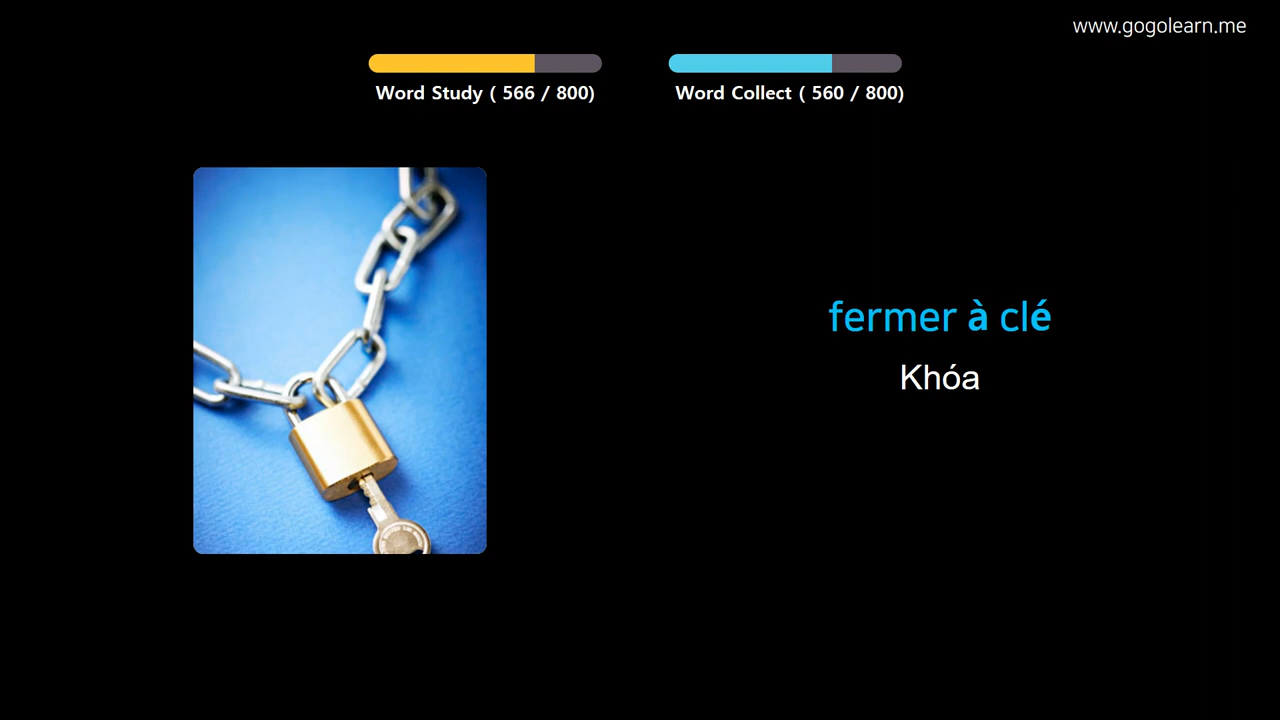 www.gogolearn.me
Word Study ( 566 / 800)
Word Collect ( 560 / 800)
fermer à clé
Khóa